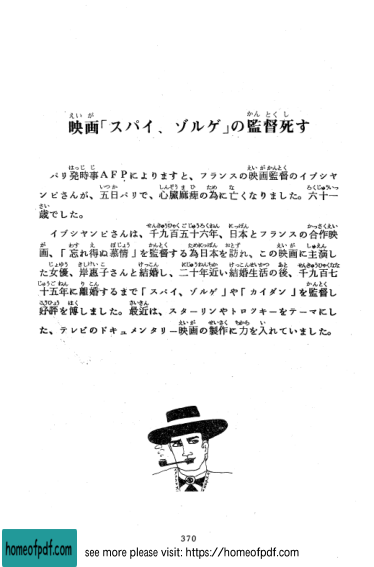 映画「スパイ、ゾルゲ」の監督死す
パリ発時事AFPによりますと、フランスの映画監督のイブシャ
ンピさんが、五日パリで、心臓麻痺の為に亡くなりました。六十一
歳でした。
イブシャンピさんは、千九百五十六年、日本とフランスの合作映
画、「忘れ得ぬ慕情」を監督する為日本を訪れ、この映画に主演し
た女優、岸惠子さんと結婚し、二十年近い結婚生活の後、千九百七
十五年に離婚するまで「スパイ、ゾルゲ」や「カイダン」を監督し
好評を博しました。最近は、スターリンやトロツキーをテーマにし
た、テレビのドキュメンタリー映画の製作に力を入れていました。
370
homeofpdf.com
see more please visit: https://homeofpdf.com